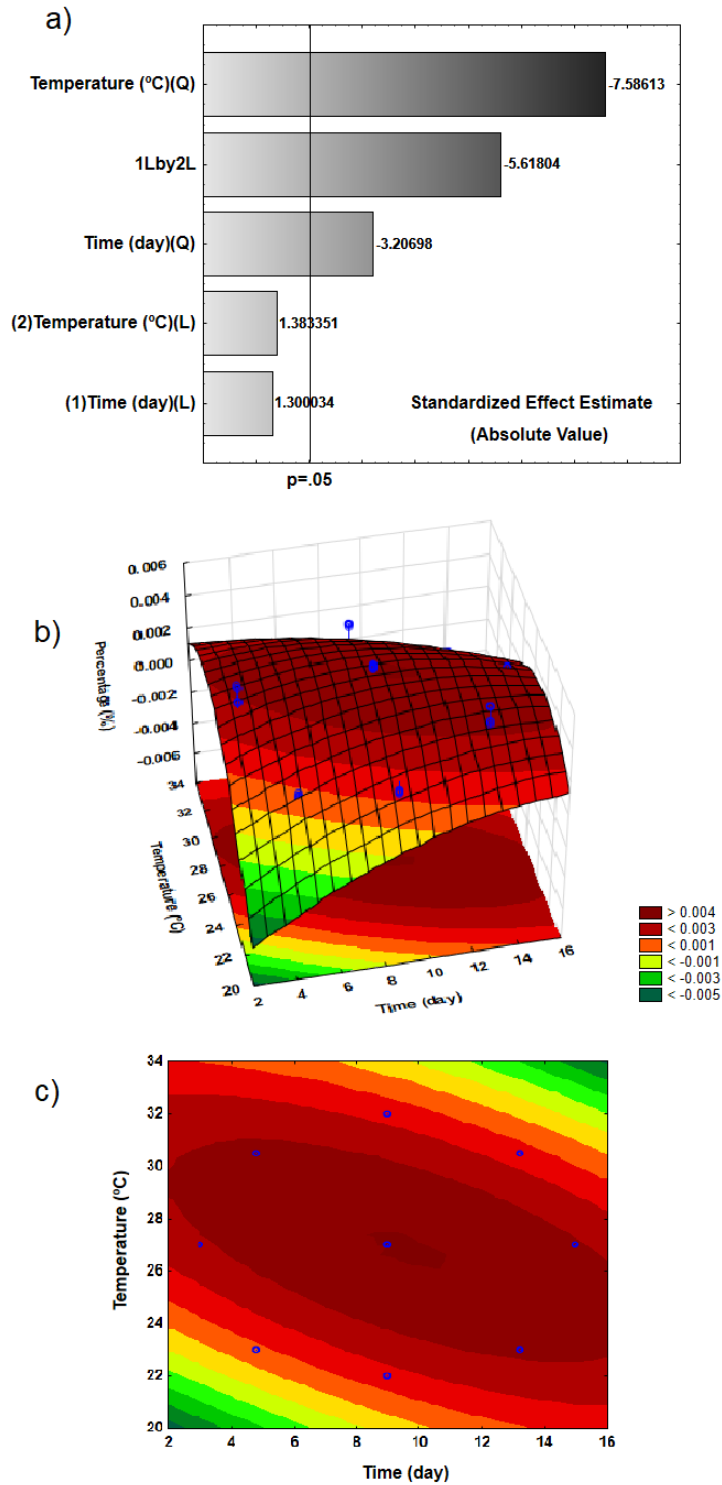 a)
Temperature (ºC)(Q)
-7.58613
1Lby2L
-5.61804
Time (day)(Q)
-3.20698
(2)Temperature (ºC)(L)
1.383351
(1)Time (day)(L)
1.300034
Standardized Effect Estimate
(Absolute Value)
p=.05
b)
0.006
0.004
0.002
0.000
-0.002
-0.004
-0.006
Percentage (%)
34
32
30
28
26
24
22
20
Temperature (ºC)
2
4
6
8
10
12
14
16
Time (day)
> 0.004
< 0.003
< 0.001
< -0.001
< -0.003
< -0.005
c)
34
32
30
28
26
24
22
20
Temperature (ºC)
2 4 6 8 10 12 14 16
Time (day)